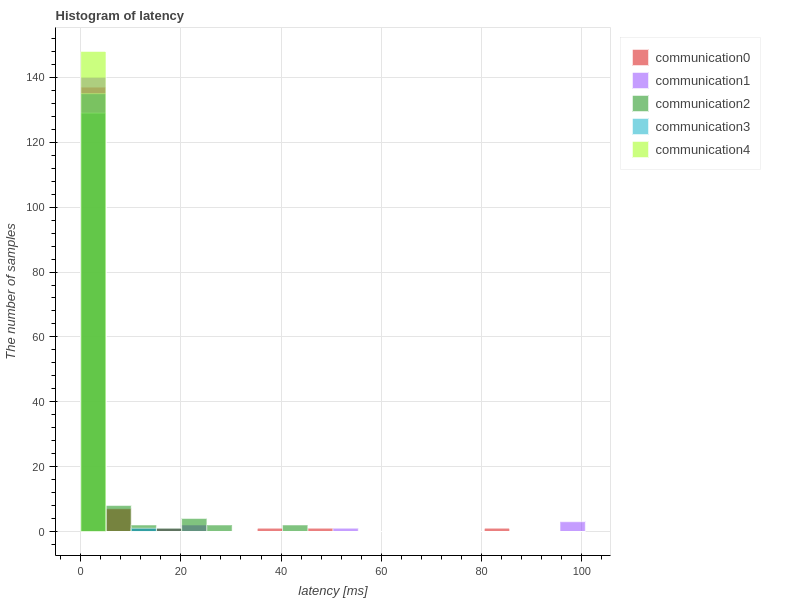 Histogram of latency
The number of samples
140
120
100
80
60
40
20
0
0 20 40 60 80 100
latency [ms]
communication0
communication1
communication2
communication3
communication4